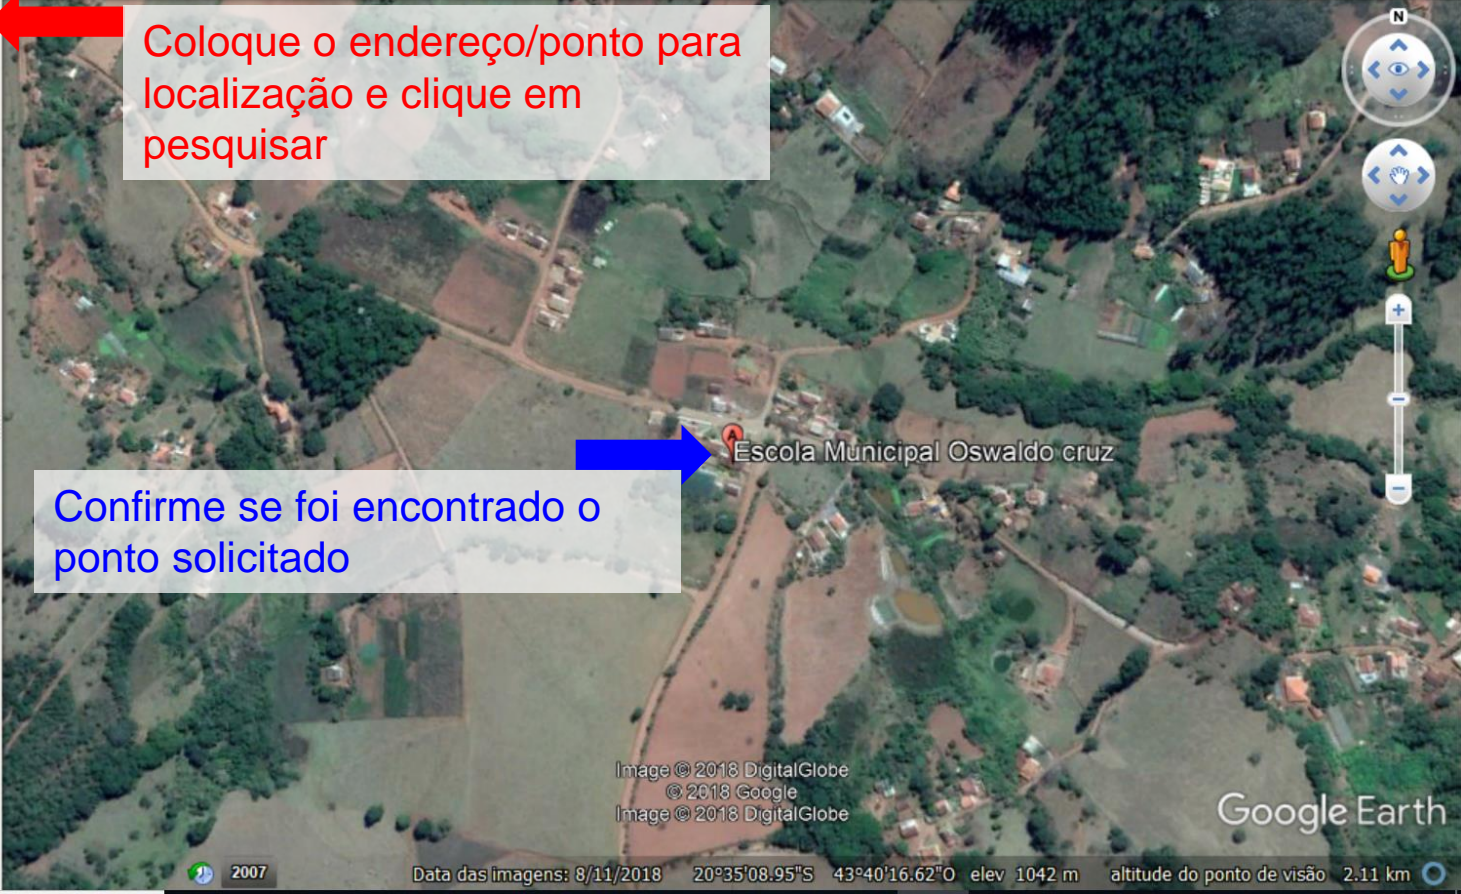 Coloque o endereço/ponto para
localização e clique em
pesquisar
N
A
Escola Municipal Oswaldo cruz
Confirme se foi encontrado o
ponto solicitado
Image © 2018 DigitalGlobe
© 2018 Google
Image © 2018 DigitalGlobe
Google Earth
2007
Data das imagens: 8/11/2018 20°35'08.95"S 43°40'16.62"O elev 1042 m altitude do ponto de visão 2.11 km